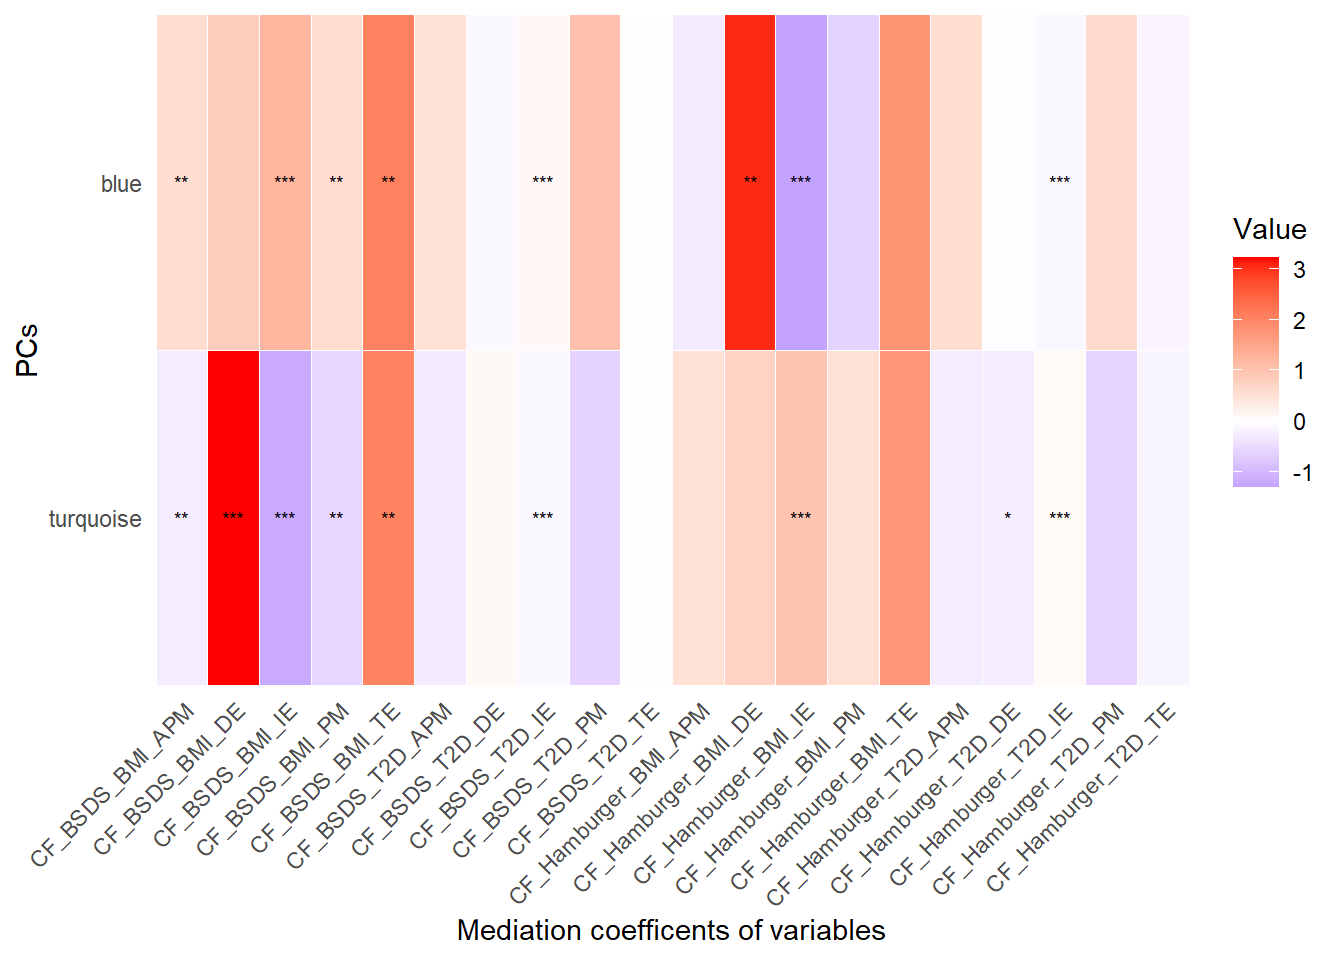 PCs
blue
** *** ** ** *** ** *** ***
turquoise
** *** *** ** ** *** *** * ***
CF_BSDS_BMI_APM
CF_BSDS_BMI_DE
CF_BSDS_BMI_IE
CF_BSDS_BMI_PM
CF_BSDS_BMI_TE
CF_BSDS_T2D_APM
CF_BSDS_T2D_DE
CF_BSDS_T2D_IE
CF_BSDS_T2D_PM
CF_BSDS_T2D_TE
CF_Hamburger_BMI_APM
CF_Hamburger_BMI_DE
CF_Hamburger_BMI_IE
CF_Hamburger_BMI_PM
CF_Hamburger_BMI_TE
CF_Hamburger_T2D_APM
CF_Hamburger_T2D_DE
CF_Hamburger_T2D_IE
CF_Hamburger_T2D_PM
CF_Hamburger_T2D_TE
Mediation coefficents of variables
Value
3
2
1
0
-1